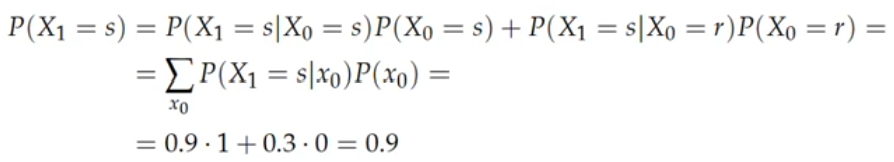 P(X₁ = s) = P(X₁ = s|X₀ = s)P(X₀ = s) + P(X₁ = s|X₀ = r)P(X₀ = r) =
= ∑ₓ₀ P(X₁ = s|x₀)P(x₀) =
= 0.9 · 1 + 0.3 · 0 = 0.9